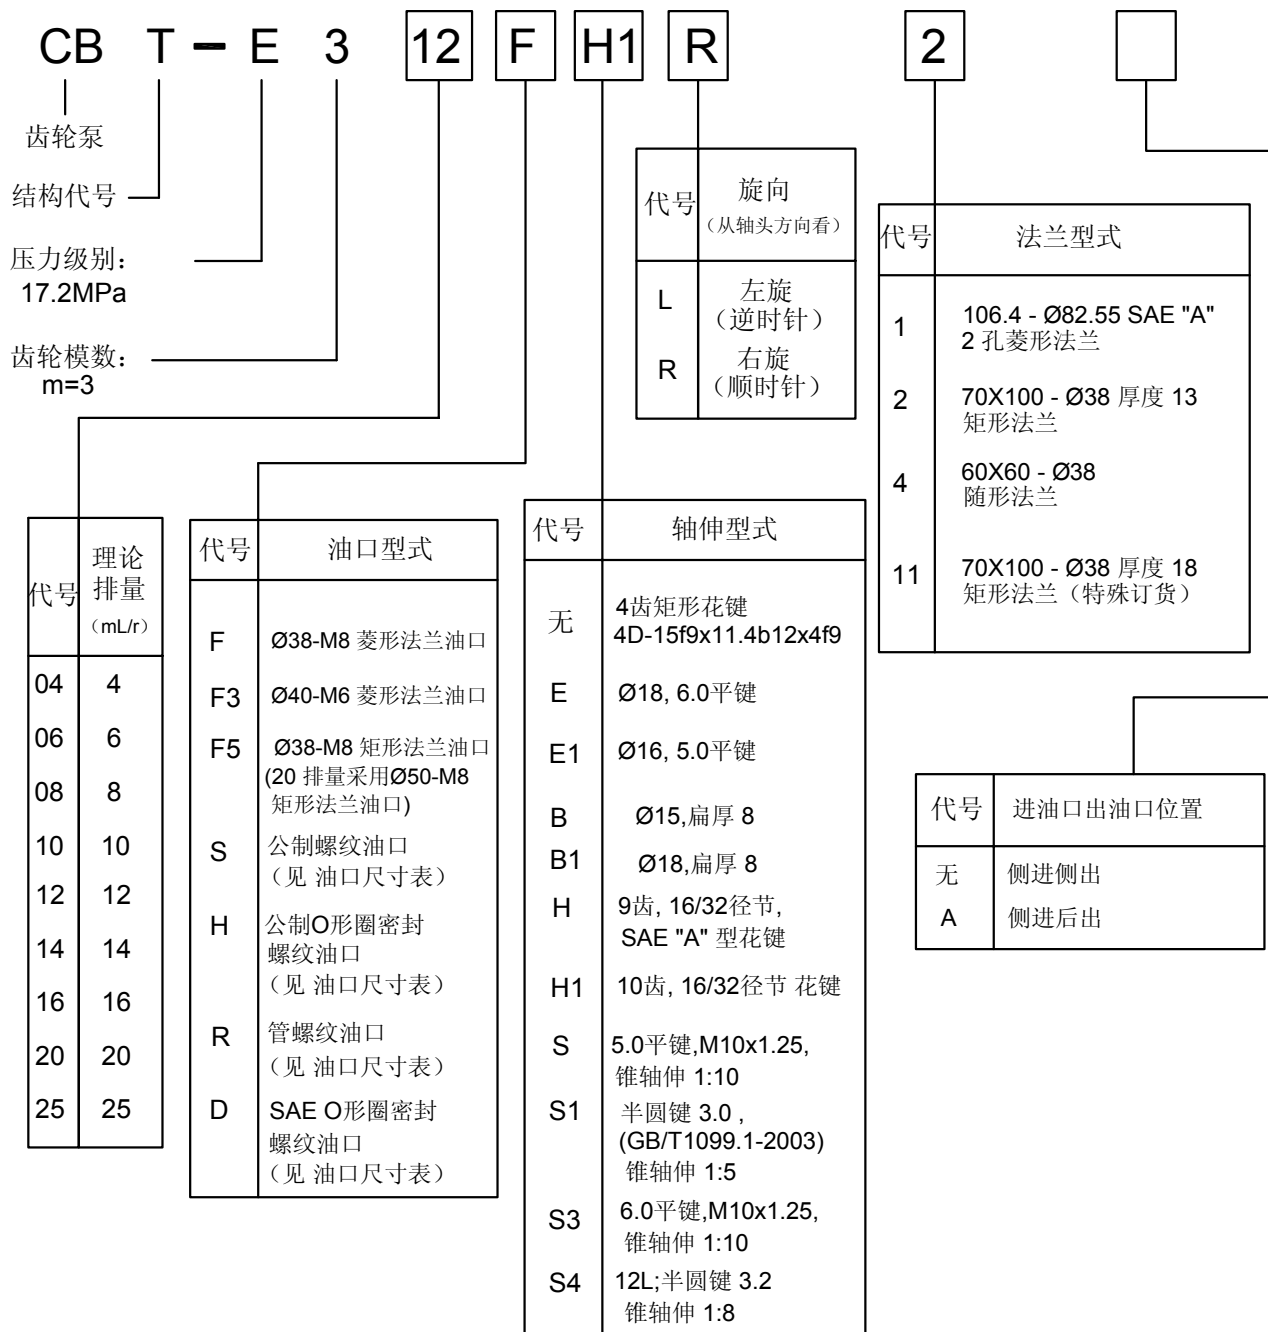 CB T - E 3 12 F H1 R 2
齿轮泵
结构代号
压力级别：
17.2MPa
齿轮模数：
m=3
代号 旋向
（从轴头方向看）
L 左旋
（逆时针）
R 右旋
（顺时针）
代号 法兰型式
1 106.4 - Ø82.55 SAE "A"
2 孔菱形法兰
2 70X100 - Ø38 厚度 13
矩形法兰
4 60X60 - Ø38
随形法兰
11 70X100 - Ø38 厚度 18
矩形法兰（特殊订货）
代号 理论
排量
（mL/r）
04 4
06 6
08 8
10 10
12 12
14 14
16 16
20 20
25 25
代号 油口型式
F Ø38-M8 菱形法兰油口
F3 Ø40-M6 菱形法兰油口
F5 Ø38-M8 矩形法兰油口
(20 排量采用Ø50-M8
矩形法兰油口)
S 公制螺纹油口
（见 油口尺寸表）
H 公制O形圈密封
螺纹油口
（见 油口尺寸表）
R 管螺纹油口
（见 油口尺寸表）
D SAE O形圈密封
螺纹油口
（见 油口尺寸表）
代号 轴伸型式
无 4齿矩形花键
4D-15f9x11.4b12x4f9
E Ø18, 6.0平键
E1 Ø16, 5.0平键
B Ø15,扁厚 8
B1 Ø18,扁厚 8
H 9齿, 16/32径节,
SAE "A" 型花键
H1 10齿, 16/32径节 花键
S 5.0平键,M10x1.25,
锥轴伸 1:10
S1 半圆键 3.0 ,
(GB/T1099.1-2003)
锥轴伸 1:5
S3 6.0平键,M10x1.25,
锥轴伸 1:10
S4 12L;半圆键 3.2
锥轴伸 1:8
代号 进油口出油口位置
无 侧进侧出
A 侧进后出